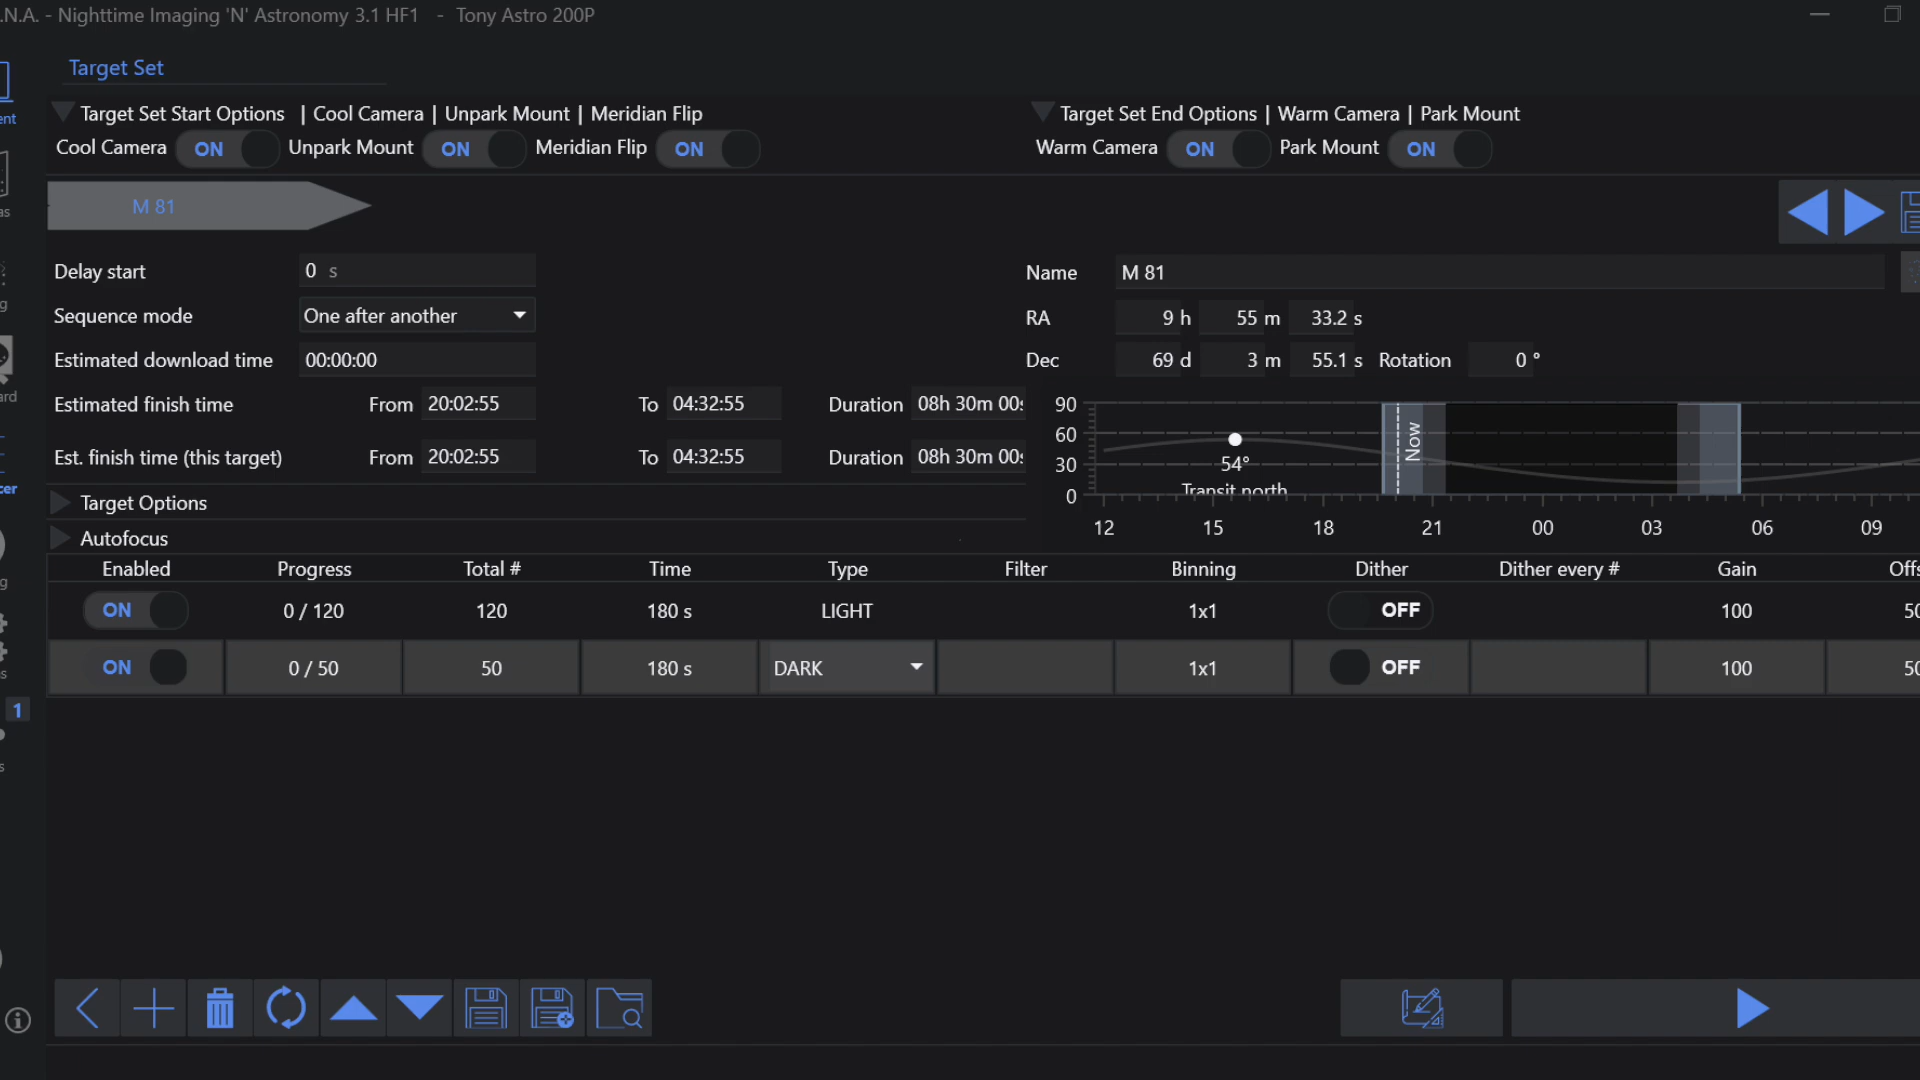 .N.A. - Nighttime Imaging 'N' Astronomy 3.1 HF1 - Tony Astro 200P
Target Set
Target Set Start Options | Cool Camera | Unpark Mount | Meridian Flip
Target Set End Options | Warm Camera | Park Mount
Cool Camera ON Unpark Mount ON Meridian Flip ON
Warm Camera ON Park Mount ON
ent
as
g
ard
cer
g
s
1
s
M 81
Delay start 0 s
Name M 81
Sequence mode One after another
RA 9 h 55 m 33.2 s
Estimated download time 00:00:00
Dec 69 d 3 m 55.1 s Rotation 0 °
Estimated finish time From 20:02:55 To 04:32:55 Duration 08h 30m 00s
Est. finish time (this target) From 20:02:55 To 04:32:55 Duration 08h 30m 00s
90
60
30
0
54°
Transit north
Now
12 15 18 21 00 03 06 09
Target Options
Autofocus
Enabled Progress Total # Time Type Filter Binning Dither Dither every # Gain Offs
ON 0 / 120 120 180 s LIGHT 1x1 OFF 100 50
ON 0 / 50 50 180 s DARK 1x1 OFF 100 50